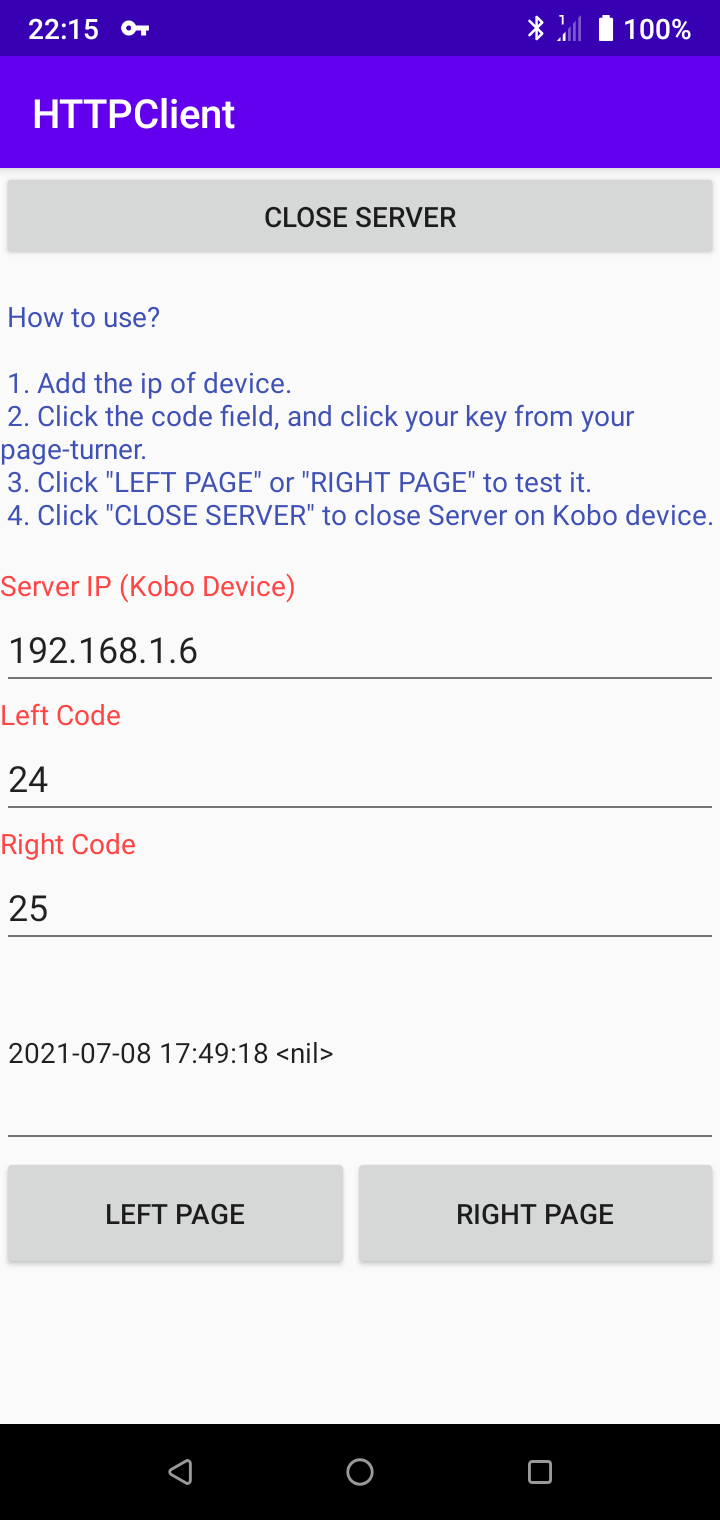 22:15
1
100%
HTTPClient
CLOSE SERVER
How to use?
1. Add the ip of device.
2. Click the code field, and click your key from your
page-turner.
3. Click "LEFT PAGE" or "RIGHT PAGE" to test it.
4. Click "CLOSE SERVER" to close Server on Kobo device.
Server IP (Kobo Device)
192.168.1.6
Left Code
24
Right Code
25
2021-07-08 17:49:18 <nil>
LEFT PAGE
RIGHT PAGE